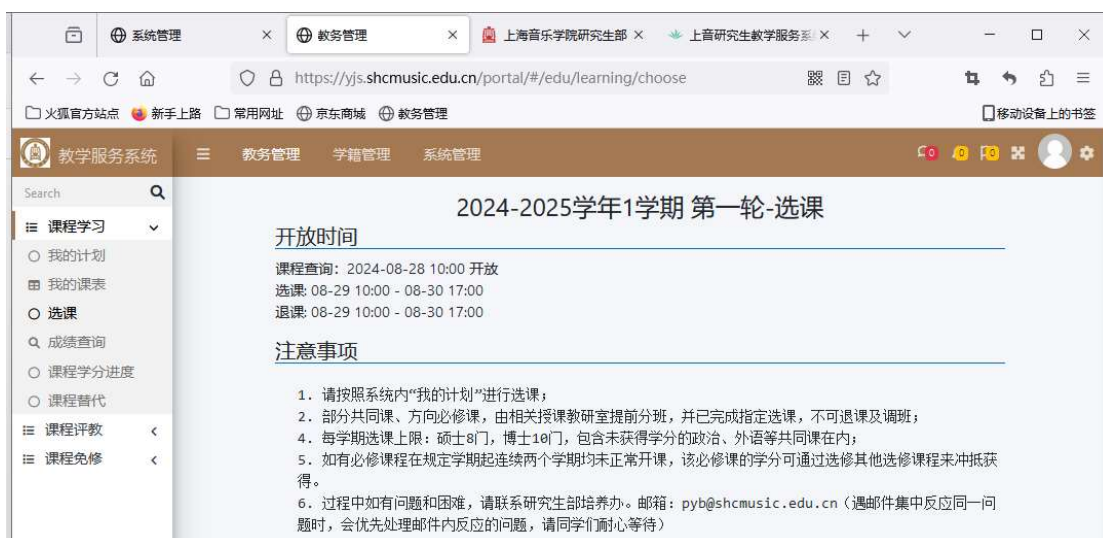 系统管理
教务管理
上海音乐学院研究生部
上音研究生教学服务系
https://yjs.shcmusic.edu.cn/portal/#/edu/learning/choose
火狐官方站点 新手上路 常用网址 京东商城 教务管理 移动设备上的书签
教学服务系统 教务管理 学籍管理 系统管理 0 0 0
Search
课程学习
我的计划
我的课表
选课
成绩查询
课程学分进度
课程替代
课程评教
课程免修
2024-2025学年1学期 第一轮-选课
开放时间
课程查询：2024-08-28 10:00 开放
选课: 08-29 10:00 - 08-30 17:00
退课: 08-29 10:00 - 08-30 17:00
注意事项
1. 请按照系统内“我的计划”进行选课；
2. 部分共同课、方向必修课，由相关授课教研室提前分班，并已完成指定选课，不可退课及调班；
4. 每学期选课上限：硕士8门，博士10门，包含未获得学分的政治、外语等共同课在内；
5. 如有必修课程在规定学期起连续两个学期均未正常开课，该必修课的学分可通过选修其他选修课程来冲抵获
得。
6. 过程中如有问题和困难，请联系研究生部培养办。邮箱：pyb@shcmusic.edu.cn（遇邮件集中反应同一问
题时，会优先处理邮件内反应的问题，请同学们耐心等待）